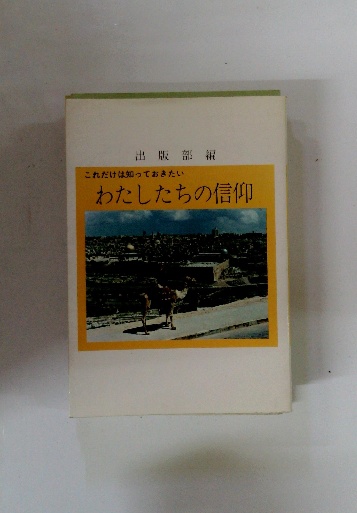 出版部編
これだけは知っておきたい
わたしたちの信仰